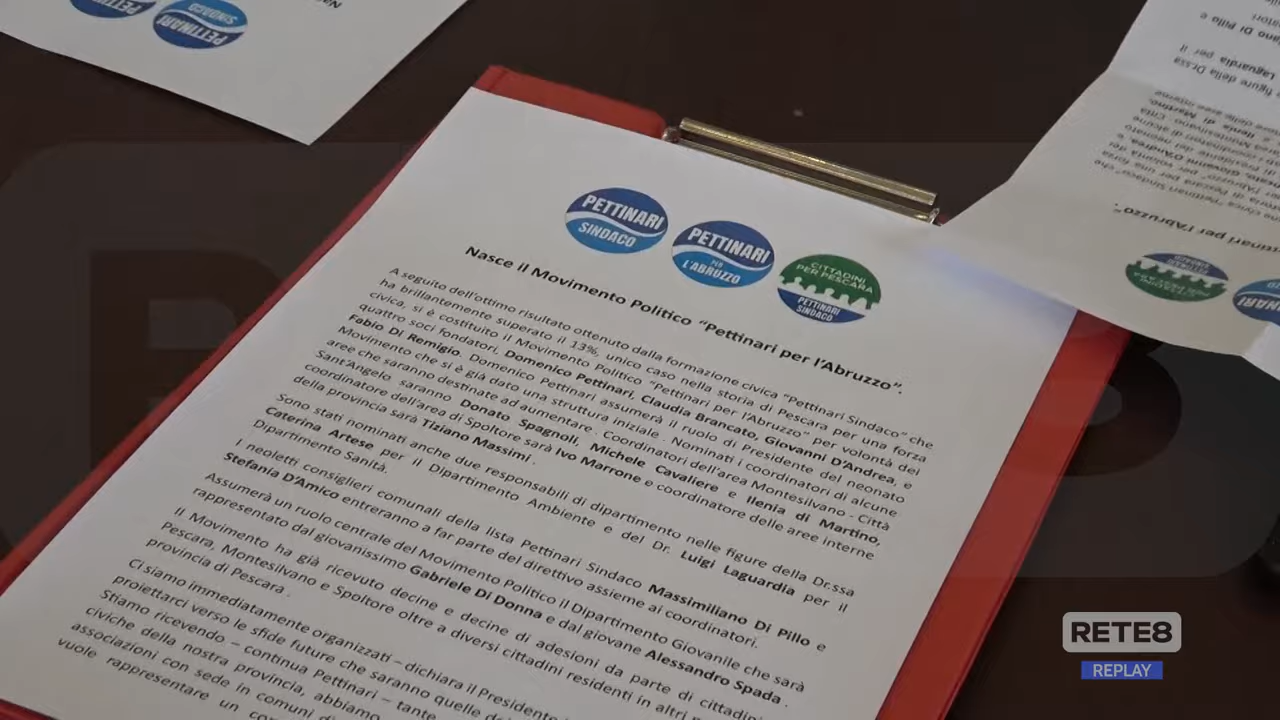 PETTINARI
SINDACO
PETTINARI
PER
L'ABRUZZO
CITTADINI
PER PESCARA
PETTINARI
SINDACO
Nasce il Movimento Politico “Pettinari per l’Abruzzo”.
A seguito dell’ottimo risultato ottenuto dalla formazione civica “Pettinari Sindaco” che
ha brillantemente superato il 13%, unico caso nella storia di Pescara per una forza
civica, si è costituito il Movimento Politico “Pettinari per l’Abruzzo” per volontà dei
quattro soci fondatori, Domenico Pettinari, Claudia Brancato, Giovanni D’Andrea, e
Fabio Di Remigio. Domenico Pettinari assumerà il ruolo di Presidente del neonato
Movimento che si è già dato una struttura iniziale . Nominati i coordinatori di alcune
aree che saranno destinate ad aumentare . Coordinatori dell’area Montesilvano - Città
Sant’Angelo saranno Donato Spagnoli, Michele Cavaliere e Ilenia di Martino,
coordinatore dell’area di Spoltore sarà Ivo Marrone e coordinatore delle aree interne
della provincia sarà Tiziano Massimi .
Sono stati nominati anche due responsabili di dipartimento nelle figure della Dr.ssa
Caterina Artese per il Dipartimento Ambiente e del Dr. Luigi Laguardia per il
Dipartimento Sanità.
I neoletti consiglieri comunali della lista Pettinari Sindaco Massimiliano Di Pillo e
Stefania D’Amico entreranno a far parte del direttivo assieme ai coordinatori.
Assumerà un ruolo centrale del Movimento Politico il Dipartimento Giovanile che sarà
rappresentato dal giovanissimo Gabriele Di Donna e dal giovane Alessandro Spada .
Il Movimento ha già ricevuto decine e decine di adesioni da parte di cittadini
Pescara, Montesilvano e Spoltore oltre a diversi cittadini residenti in altri
provincia di Pescara .
Ci siamo immediatamente organizzati – dichiara il Presidente
proiettarci verso le sfide future che saranno quelle
Stiamo ricevendo – continua Pettinari – tante
civiche della nostra provincia, abbiamo
associazioni con sede in comuni
vuole rappresentare un
PETTINARI
PETTINARI
SINDACO
RETE8
REPLAY